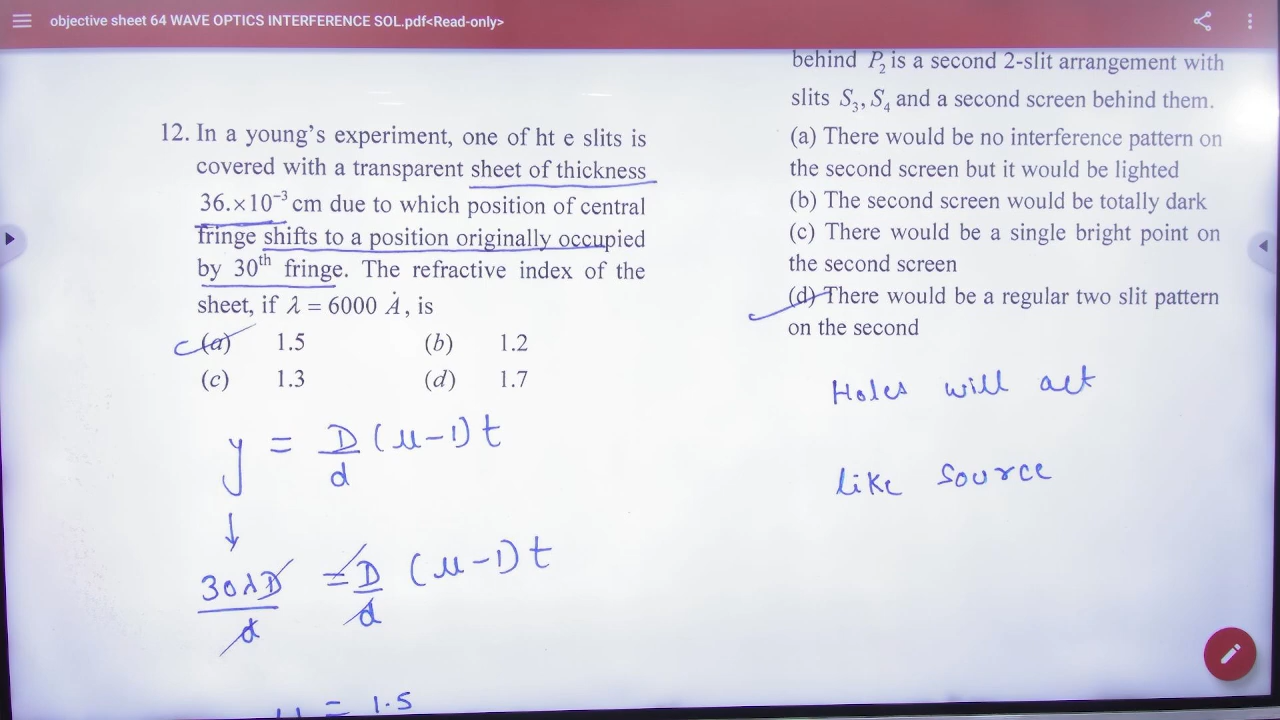 objective sheet 64 WAVE OPTICS INTERFERENCE SOL.pdf<Read-only>
12. In a young's experiment, one of ht e slits is
covered with a transparent sheet of thickness
36.×10⁻³ cm due to which position of central
fringe shifts to a position originally occupied
by 30ᵗʰ fringe. The refractive index of the
sheet, if λ = 6000 Ȧ, is
(a) 1.5 (b) 1.2
(c) 1.3 (d) 1.7
y = D/d (μ-1) t
↓
30λD/d = D/d (μ-1) t
μ = 1.5
behind P₂ is a second 2-slit arrangement with
slits S₃, S₄ and a second screen behind them.
(a) There would be no interference pattern on
the second screen but it would be lighted
(b) The second screen would be totally dark
(c) There would be a single bright point on
the second screen
(d) There would be a regular two slit pattern
on the second
Holes will act
like source